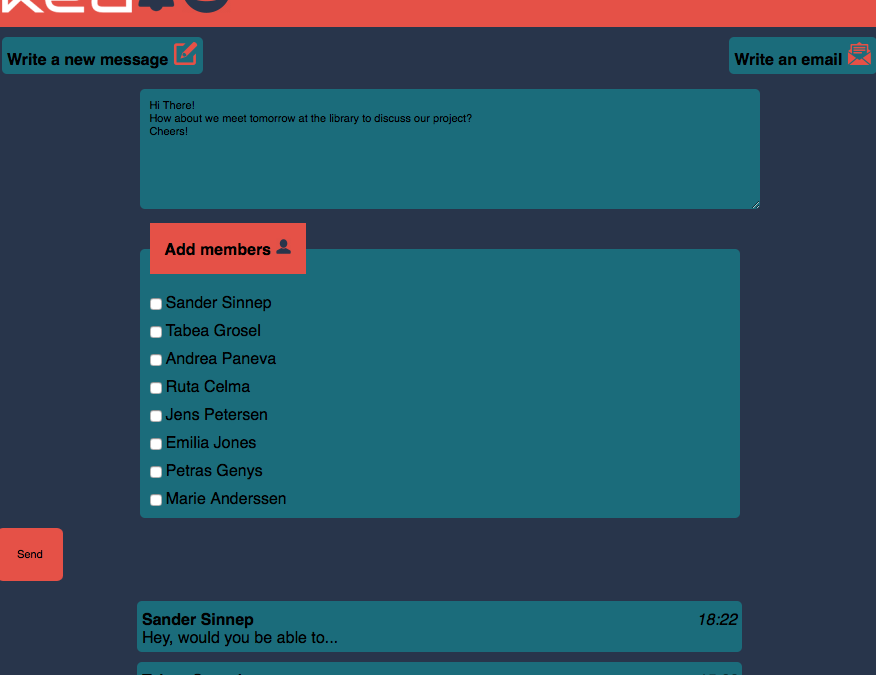 Write a new message
Write an email
Hi There!
How about we meet tomorrow at the library to discuss our project?
Cheers!
Add members
Sander Sinnep
Tabea Grosel
Andrea Paneva
Ruta Celma
Jens Petersen
Emilia Jones
Petras Genys
Marie Anderssen
Send
Sander Sinnep 18:22
Hey, would you be able to...